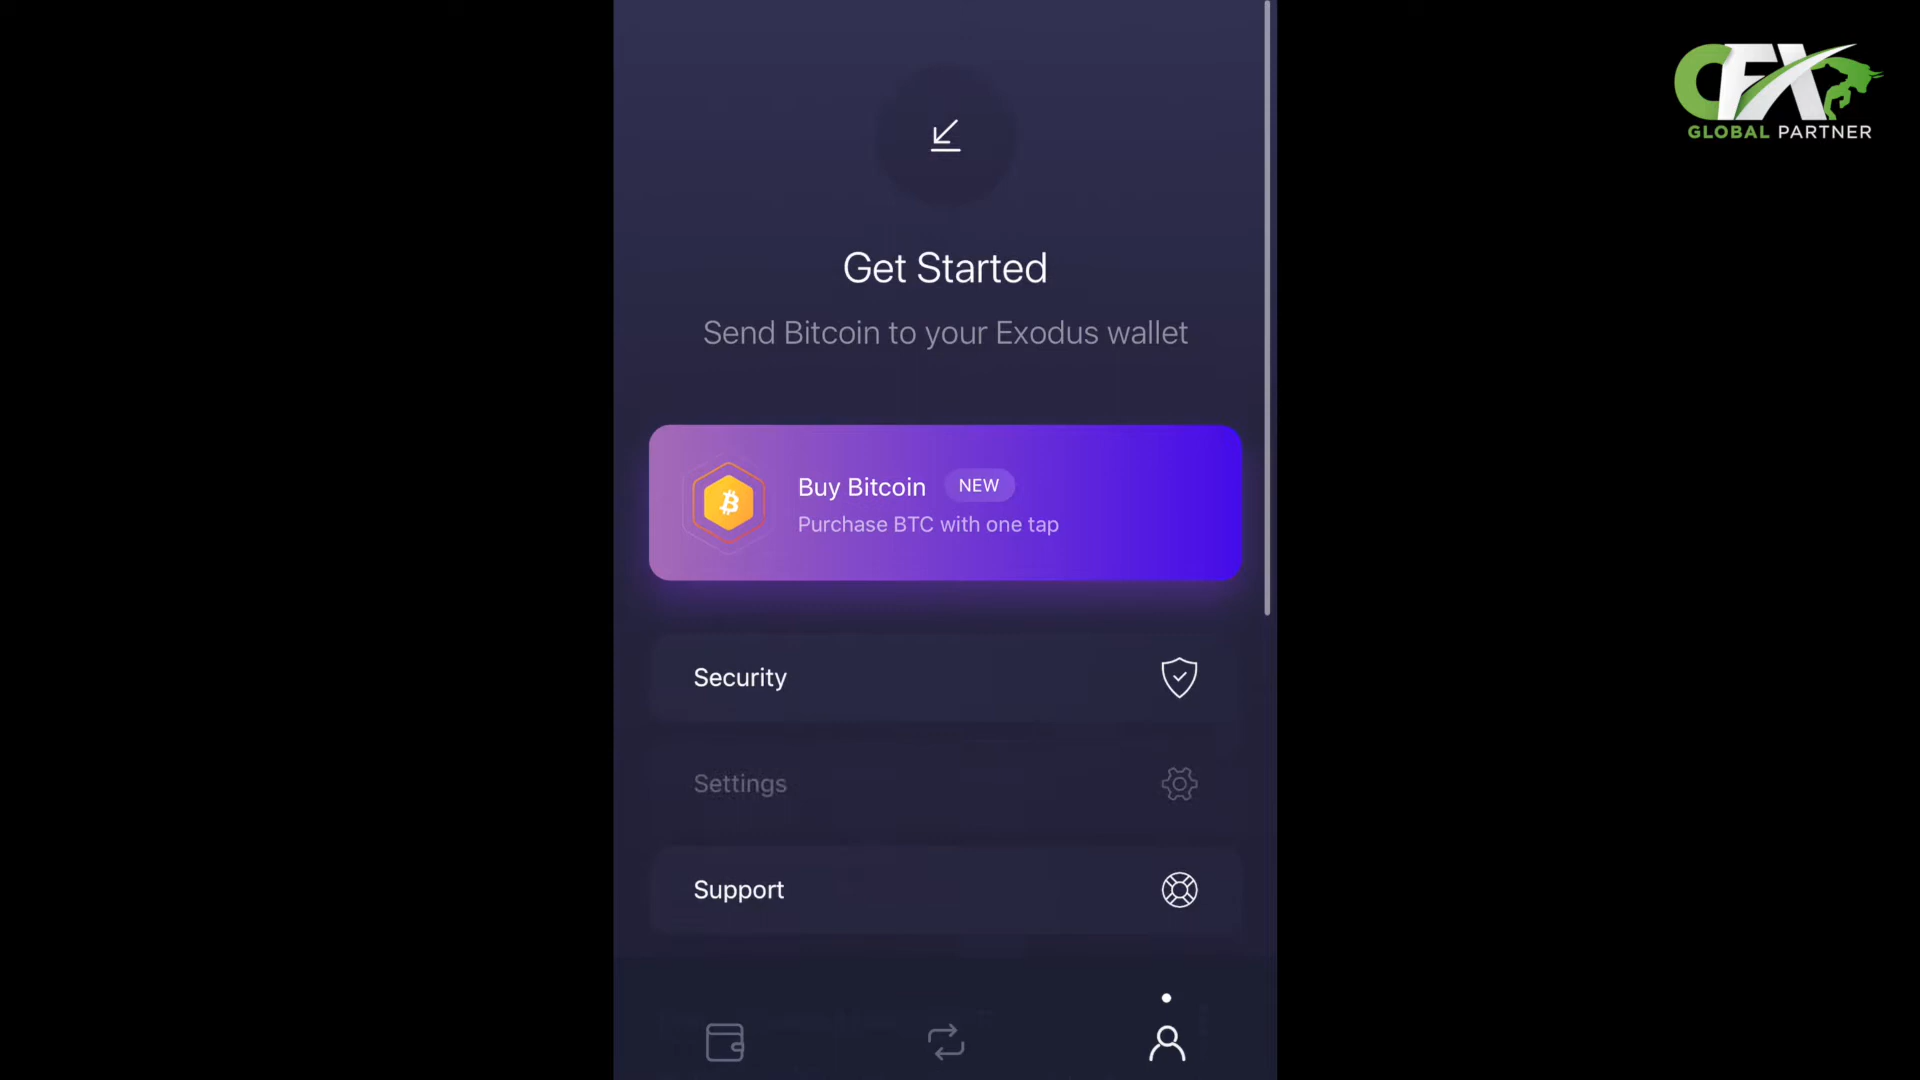 CFX
GLOBAL PARTNER
Get Started
Send Bitcoin to your Exodus wallet
Buy Bitcoin NEW
Purchase BTC with one tap
Security
Settings
Support